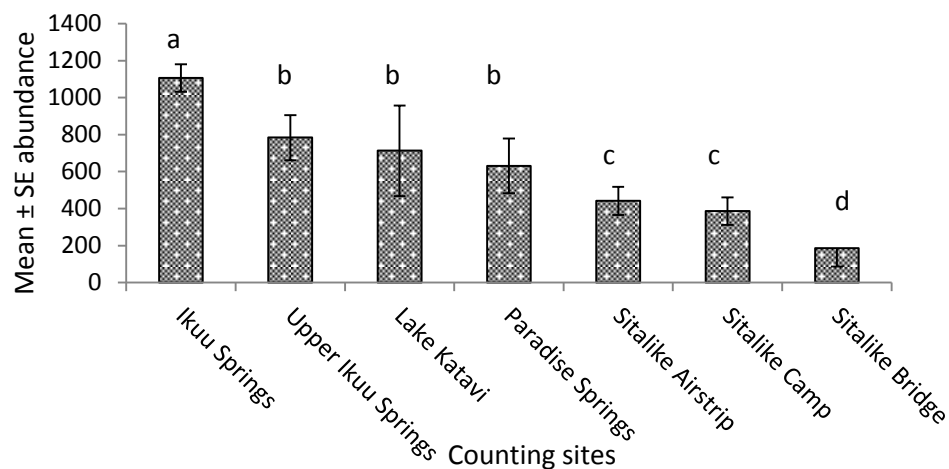 Mean ± SE abundance
1400
1200
1000
800
600
400
200
0
a
b
b
b
c
c
d
Ikuu Springs
Upper Ikuu Springs
Lake Katavi
Paradise Springs
Sitalike Airstrip
Sitalike Camp
Sitalike Bridge
Counting sites